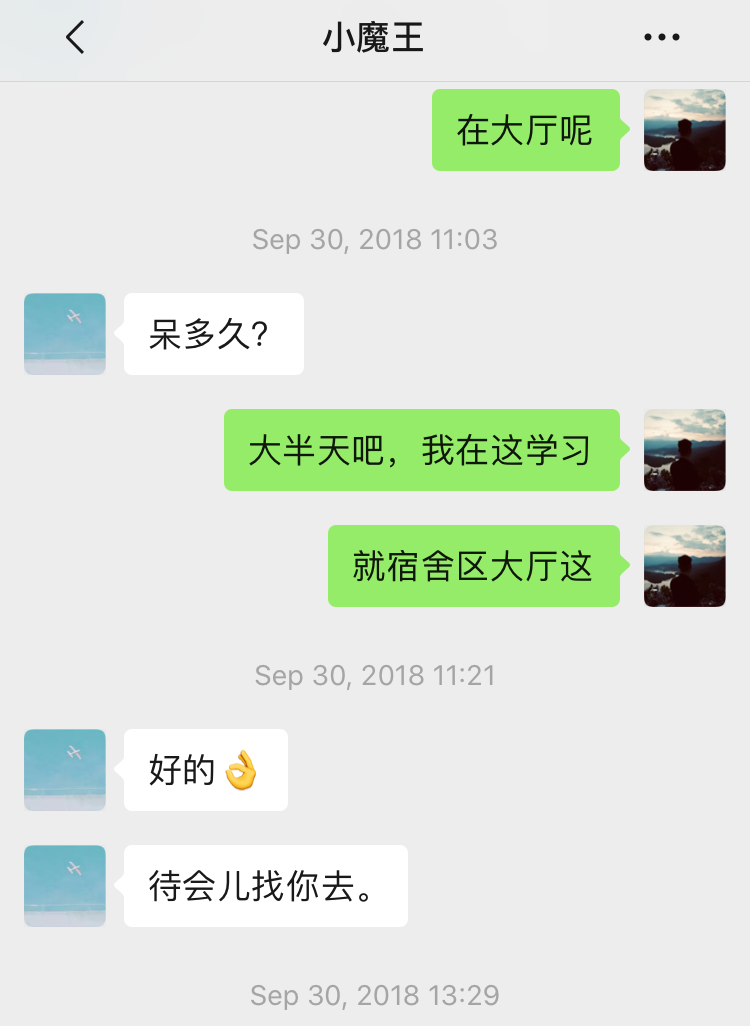 小魔王
在大厅呢
Sep 30, 2018 11:03
呆多久?
大半天吧，我在这学习
就宿舍区大厅这
Sep 30, 2018 11:21
好的👌
待会儿找你去。
Sep 30, 2018 13:29